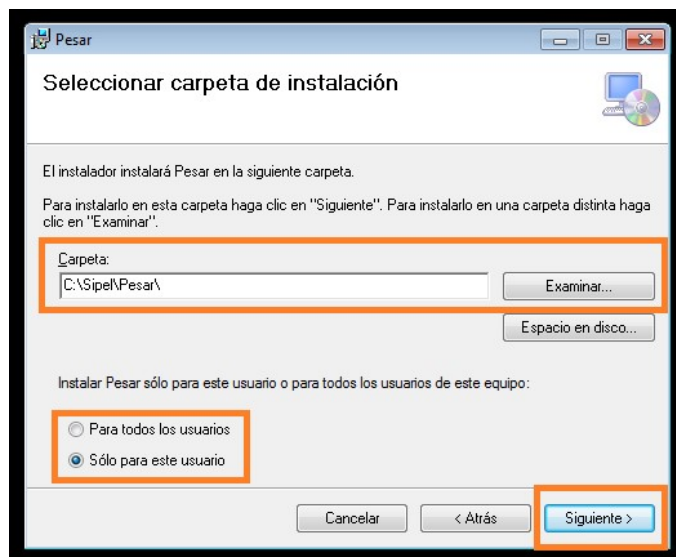 Pesar
Seleccionar carpeta de instalación
El instalador instalará Pesar en la siguiente carpeta.
Para instalarlo en esta carpeta haga clic en "Siguiente". Para instalarlo en una carpeta distinta haga
clic en "Examinar".
Carpeta:
C:\Sipel\Pesar\
Examinar...
Espacio en disco...
Instalar Pesar sólo para este usuario o para todos los usuarios de este equipo:
Para todos los usuarios
Sólo para este usuario
Cancelar
< Atrás
Siguiente >